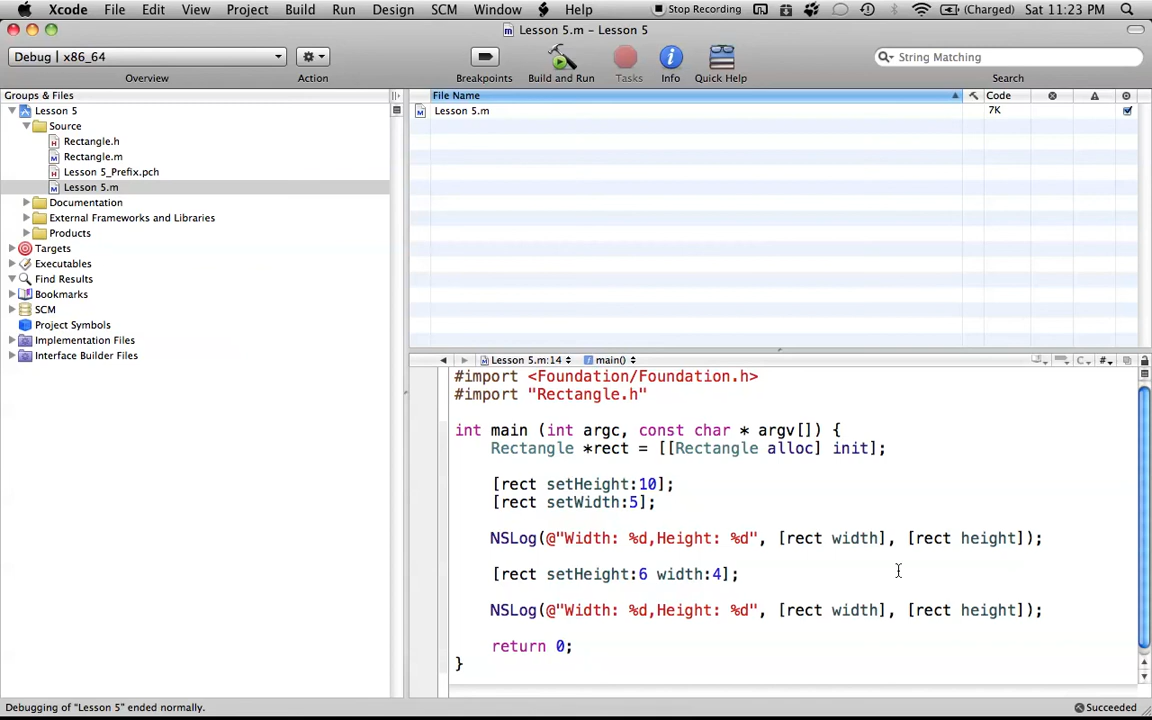 Xcode File Edit View Project Build Run Design SCM Window Help Stop Recording (Charged) Sat 11:23 PM
Lesson 5.m – Lesson 5
Debug | x86_64
String Matching
Overview Action Breakpoints Build and Run Tasks Info Quick Help Search
Groups & Files
File Name Code
Lesson 5
Lesson 5.m 7K
Source
Rectangle.h
Rectangle.m
Lesson 5_Prefix.pch
Lesson 5.m
Documentation
External Frameworks and Libraries
Products
Targets
Executables
Find Results
Bookmarks
SCM
Project Symbols
Implementation Files
Interface Builder Files
Lesson 5.m:14 main() C #
#import <Foundation/Foundation.h>
#import "Rectangle.h"
int main (int argc, const char * argv[]) {
Rectangle *rect = [[Rectangle alloc] init];
[rect setHeight:10];
[rect setWidth:5];
NSLog(@"Width: %d,Height: %d", [rect width], [rect height]);
[rect setHeight:6 width:4];
NSLog(@"Width: %d,Height: %d", [rect width], [rect height]);
return 0;
}
Debugging of "Lesson 5" ended normally. Succeeded